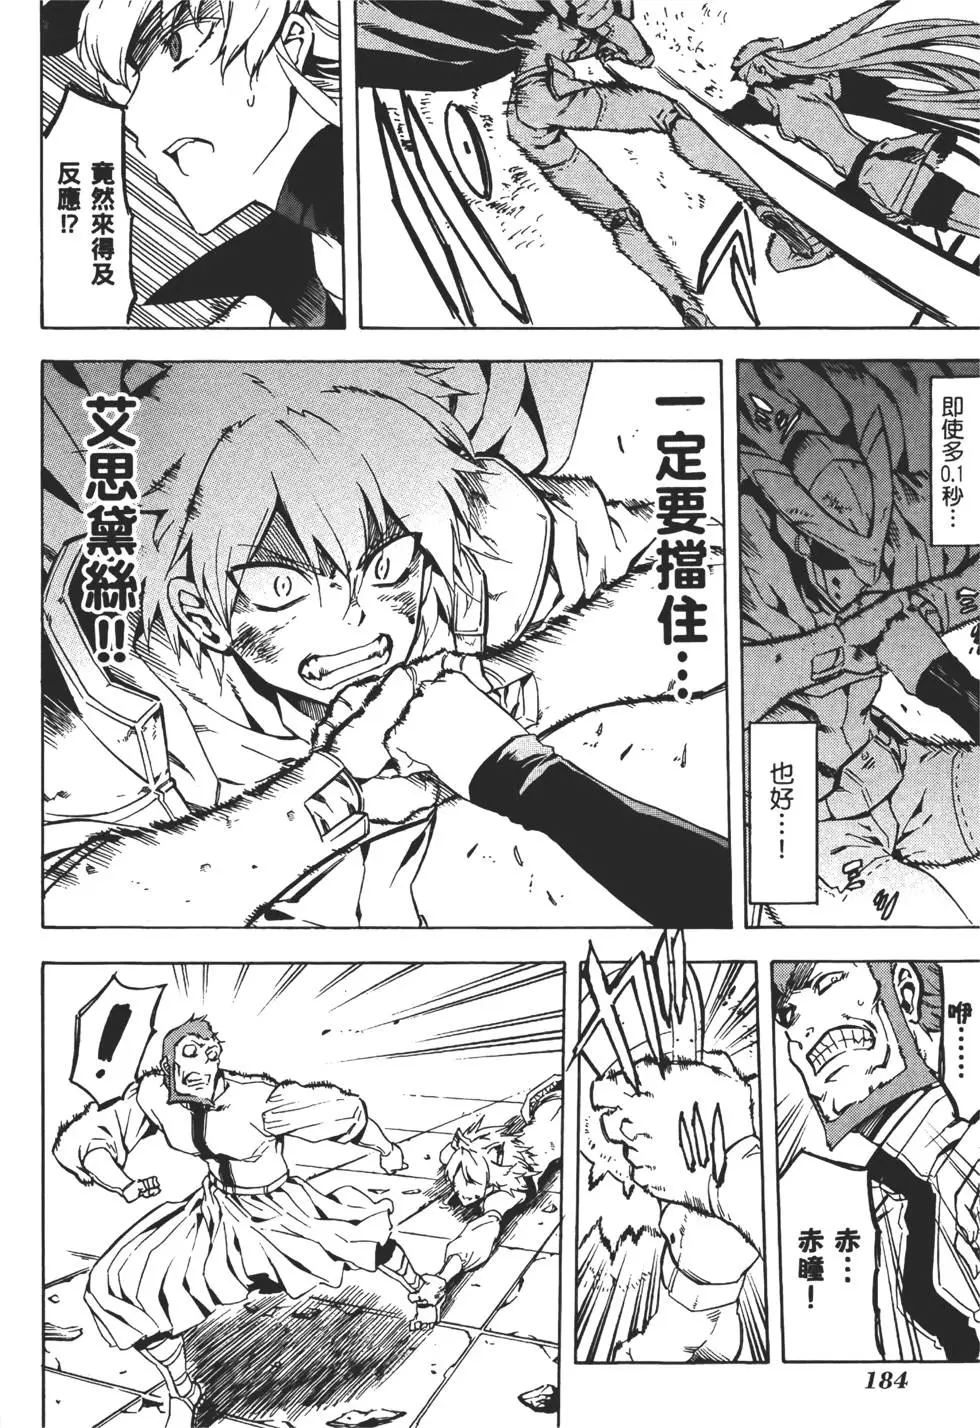 竟然來得及
反應!?
即使多0.1秒…
也好…！
一定要擋住…
艾思黛絲!!
咿……
赤…
赤瞳！
！
184